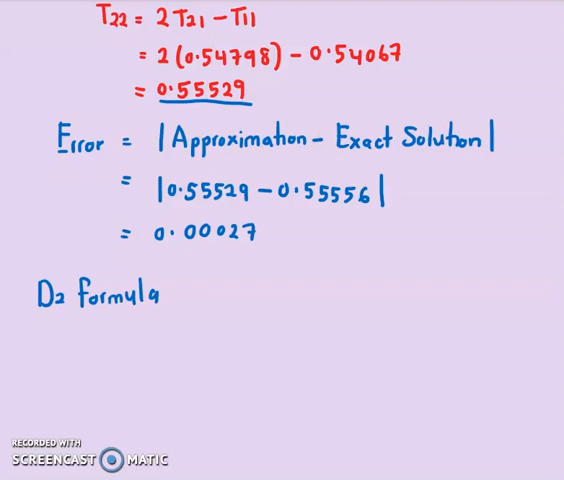 T22 = 2T21 - T11
= 2(0.54798) - 0.54067
= 0.55529
Error = |Approximation - Exact Solution|
= |0.55529 - 0.55556|
= 0.00027
D2 formula
RECORDED WITH
SCREENCAST MATIC